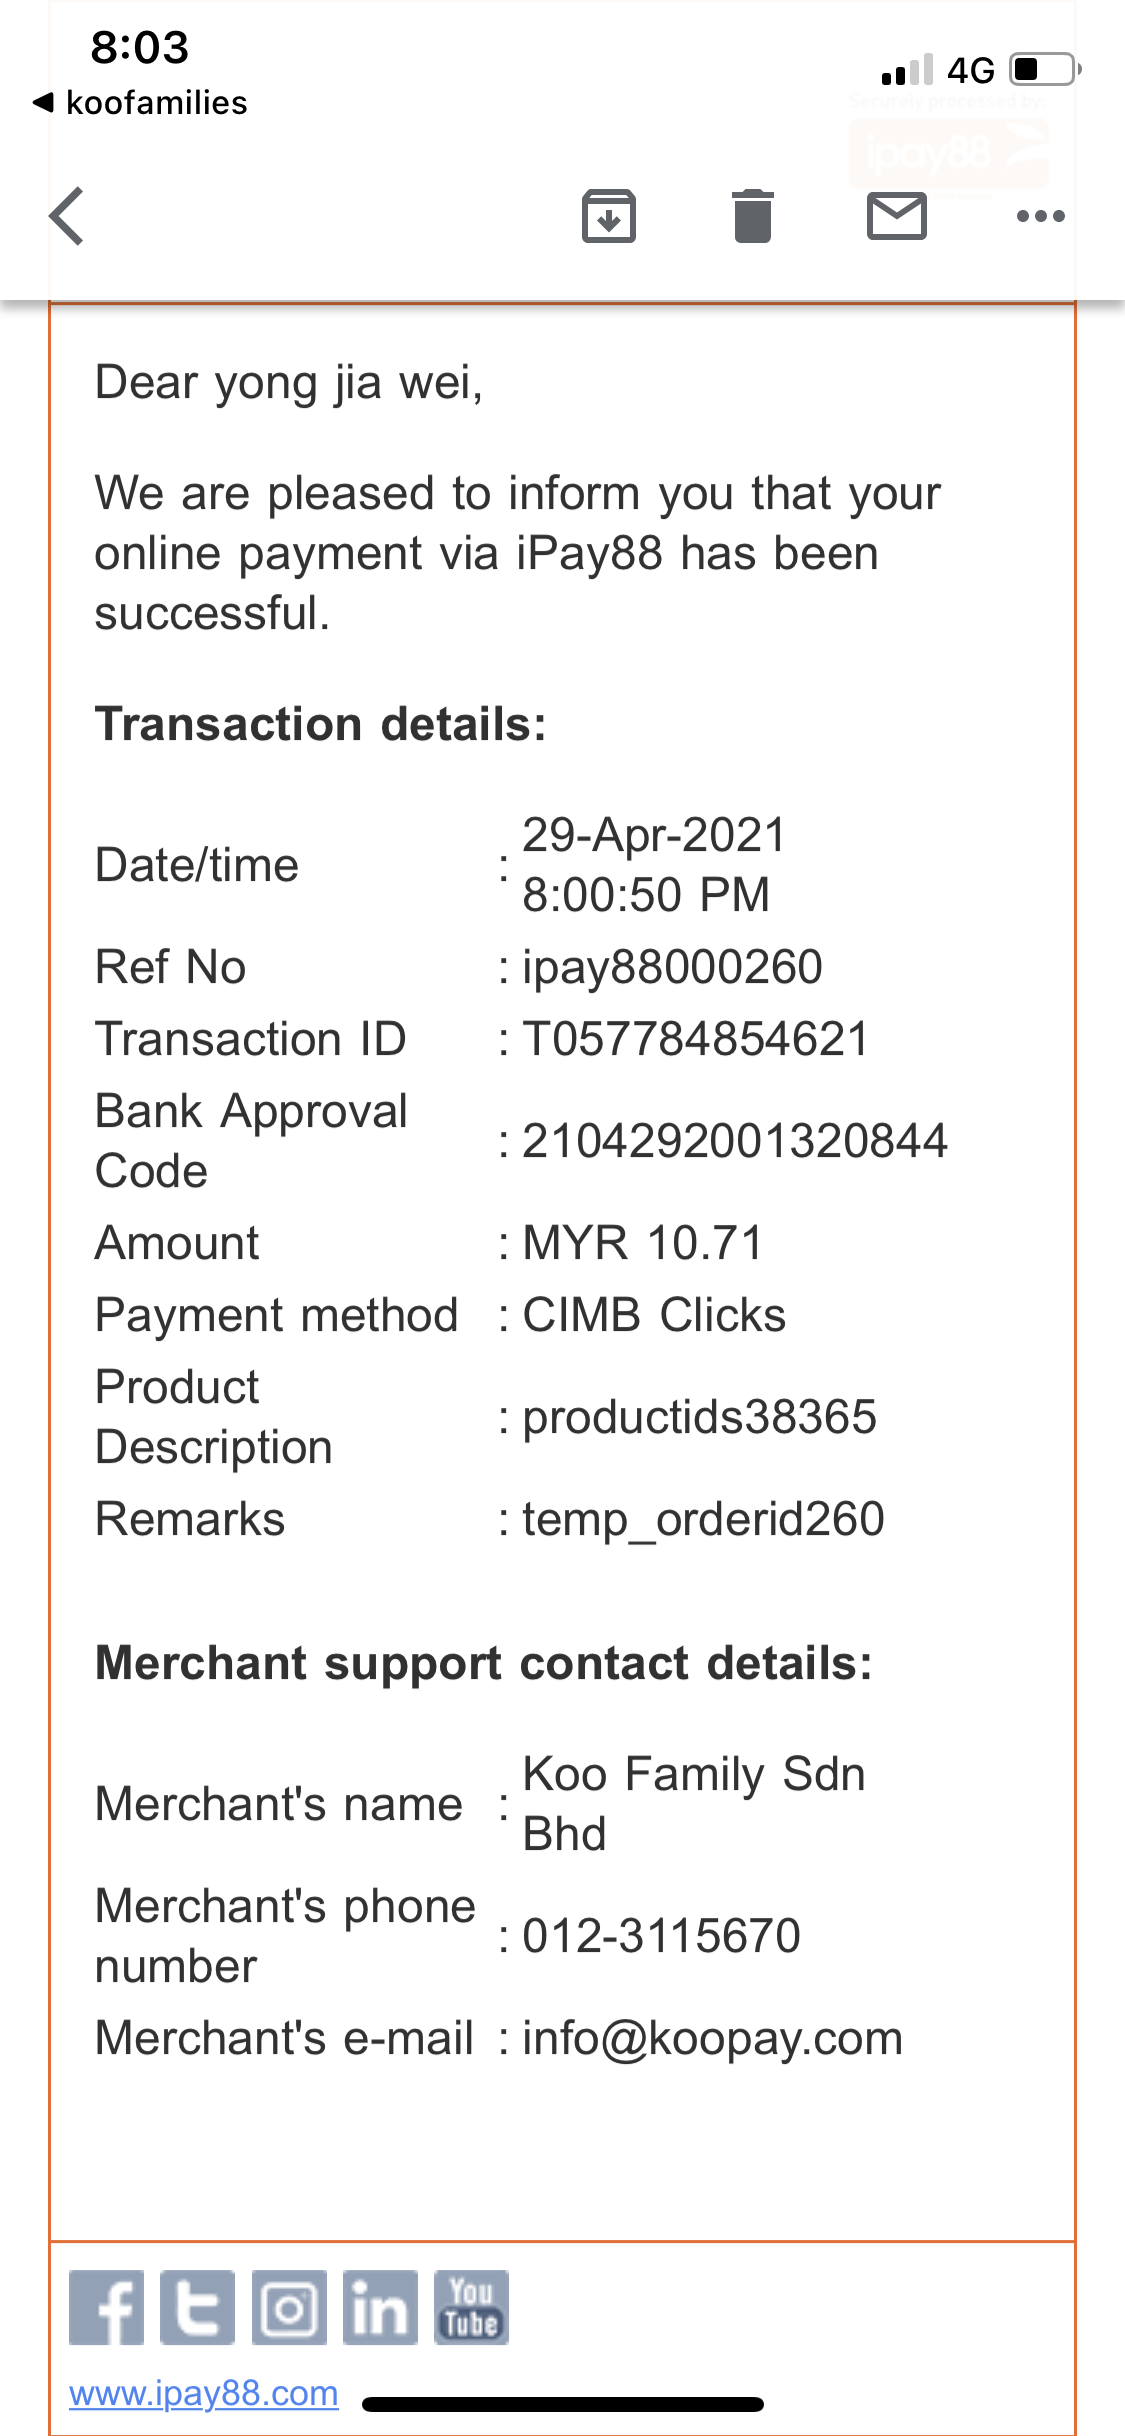 8:03
4G
koofamilies
Securely processed by:
ipay88
Dear yong jia wei,
We are pleased to inform you that your
online payment via iPay88 has been
successful.
Transaction details:
Date/time : 29-Apr-2021
8:00:50 PM
Ref No : ipay88000260
Transaction ID : T057784854621
Bank Approval
Code : 2104292001320844
Amount : MYR 10.71
Payment method : CIMB Clicks
Product
Description : productids38365
Remarks : temp_orderid260
Merchant support contact details:
Merchant's name : Koo Family Sdn
Bhd
Merchant's phone
number : 012-3115670
Merchant's e-mail : info@koopay.com
f t in You
Tube
www.ipay88.com